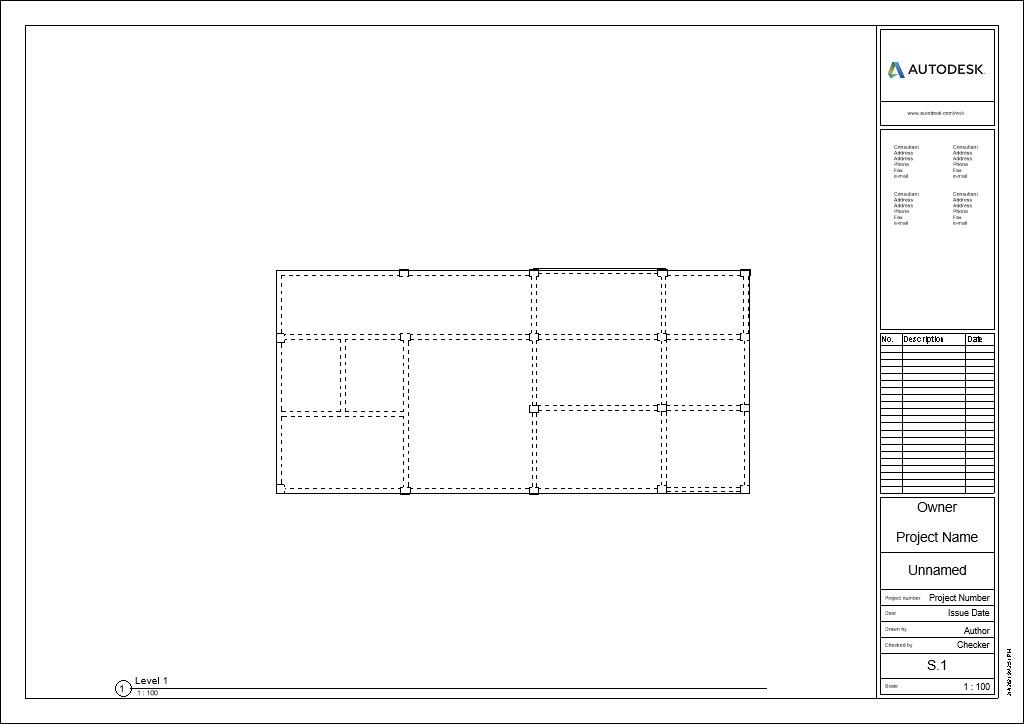 AUTODESK
www.autodesk.com/revit
Consultant
Address
Address
Phone
Fax
e-mail
Consultant
Address
Address
Phone
Fax
e-mail
Consultant
Address
Address
Phone
Fax
e-mail
Consultant
Address
Address
Phone
Fax
e-mail
No. Description Date
Owner
Project Name
Unnamed
Project number Project Number
Date Issue Date
Drawn by Author
Checked by Checker
S.1
Scale 1 : 100
1 Level 1
1 : 100